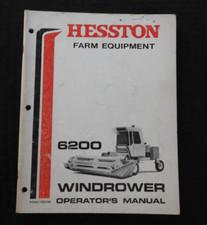 HESSTON
FARM EQUIPMENT
6200
WINDROWER
OPERATOR'S MANUAL